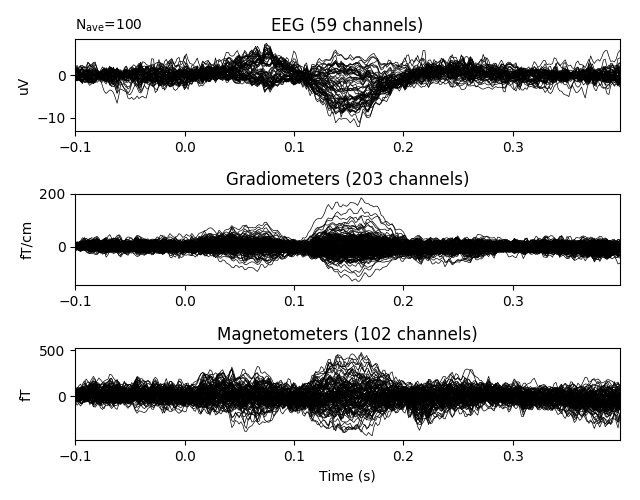 N_ave=100
EEG (59 channels)
uV
0
−10
−0.1 0.0 0.1 0.2 0.3
Gradiometers (203 channels)
fT/cm
200
0
−0.1 0.0 0.1 0.2 0.3
Magnetometers (102 channels)
fT
500
0
−0.1 0.0 0.1 0.2 0.3
Time (s)